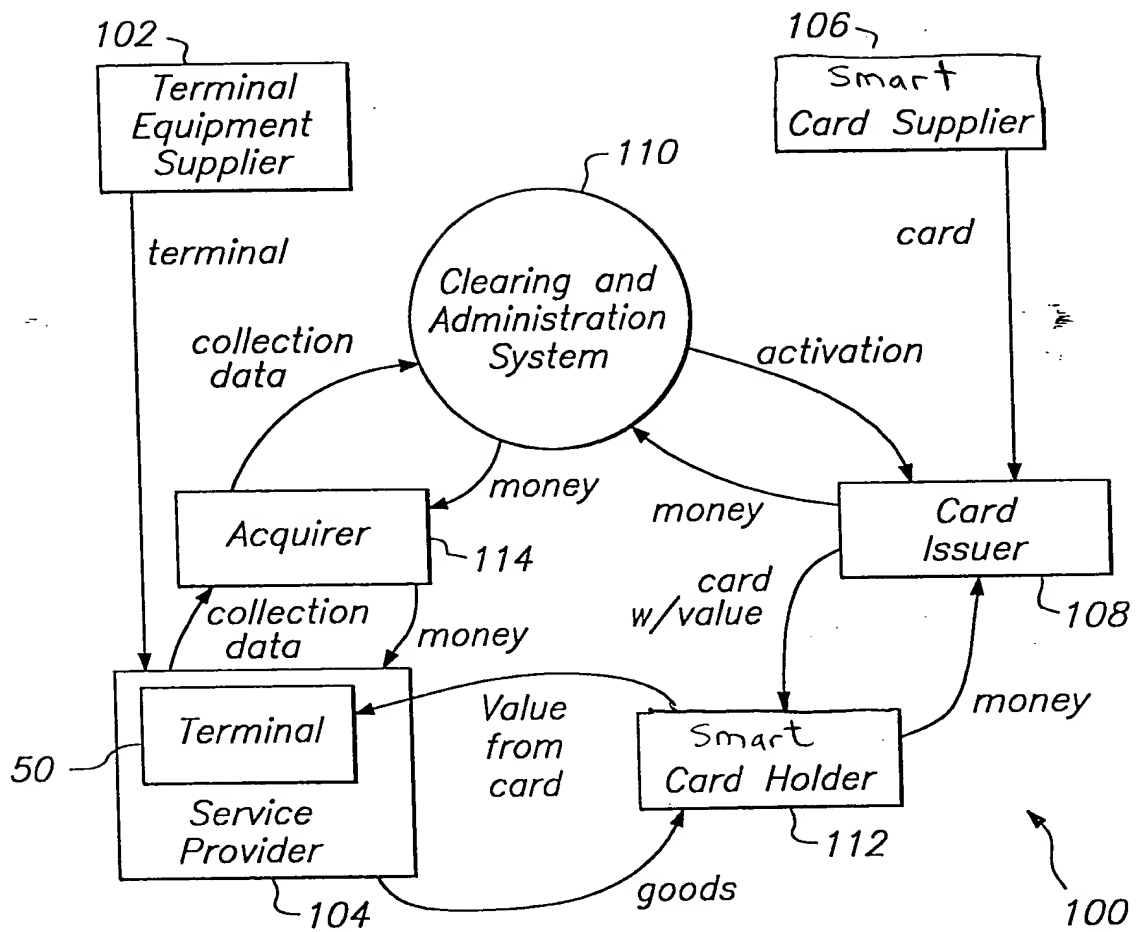 102
Terminal
Equipment
Supplier
106
Smart
Card Supplier
110
terminal
card
Clearing and
Administration
System
collection
data
activation
money
money
Acquirer
114
Card
Issuer
108
collection
data
money
card
w/value
money
50
Terminal
Value
from
card
Smart
Card Holder
112
Service
Provider
104
goods
100